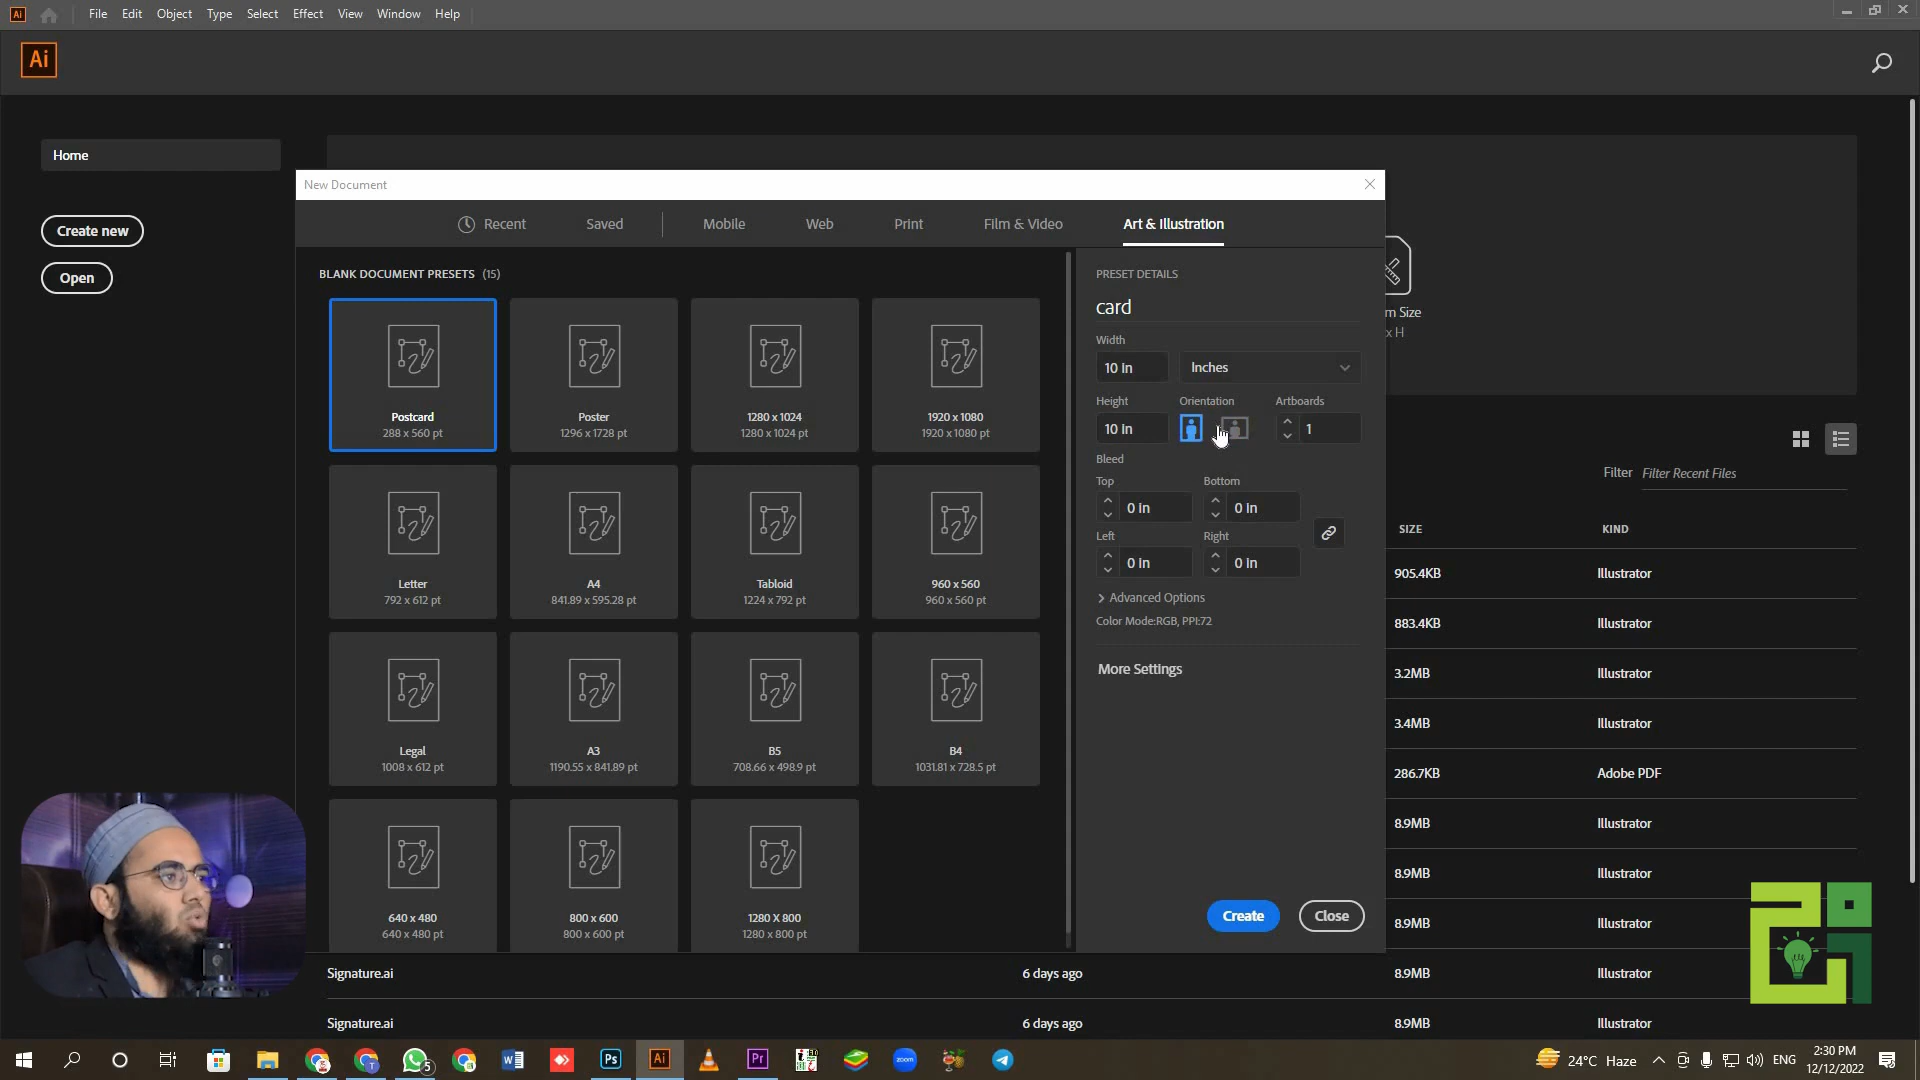 Ai
File Edit Object Type Select Effect View Window Help
Ai
Home
Create new
Open
New Document
Recent Saved Mobile Web Print Film & Video Art & Illustration
BLANK DOCUMENT PRESETS (15)
Postcard
288 x 560 pt
Poster
1296 x 1728 pt
1280 x 1024
1280 x 1024 pt
1920 x 1080
1920 x 1080 pt
Letter
792 x 612 pt
A4
841.89 x 595.28 pt
Tabloid
1224 x 792 pt
960 x 560
960 x 560 pt
Legal
1008 x 612 pt
A3
1190.55 x 841.89 pt
B5
708.66 x 498.9 pt
B4
1031.81 x 728.5 pt
640 x 480
640 x 480 pt
800 x 600
800 x 600 pt
1280 X 800
1280 x 800 pt
PRESET DETAILS
card
Width
10 in Inches
Height Orientation Artboards
10 in 1
Bleed
Top Bottom
0 in 0 in
Left Right
0 in 0 in
Advanced Options
Color Mode:RGB, PPI:72
More Settings
Create Close
m Size
x H
Filter Filter Recent Files
SIZE KIND
905.4KB Illustrator
883.4KB Illustrator
3.2MB Illustrator
3.4MB Illustrator
286.7KB Adobe PDF
8.9MB Illustrator
8.9MB Illustrator
8.9MB Illustrator
Signature.ai 6 days ago 8.9MB Illustrator
Signature.ai 6 days ago 8.9MB Illustrator
5 Ps Ai Pr zoom
24°C Haze ENG 2:30 PM
12/12/2022